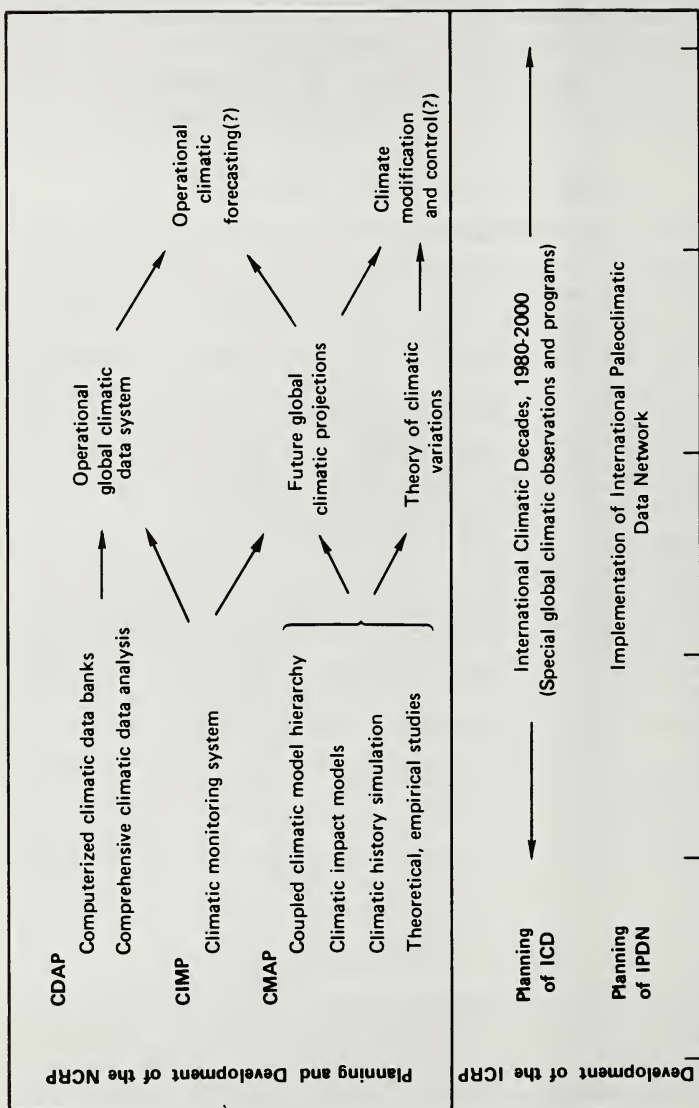 Planning and Development of the NCRP
CDAP
Computerized climatic data banks
Comprehensive climatic data analysis
CIMP
Climatic monitoring system
CMAP
Coupled climatic model hierarchy
Climatic impact models
Climatic history simulation
Theoretical, empirical studies
Operational
global climatic
data system
Future global
climatic projections
Theory of climatic
variations
Operational
climatic
forecasting(?)
Climate
modification
and control(?)
Development of the ICRP
Planning
of ICD
International Climatic Decades, 1980-2000
(Special global climatic observations and programs)
Planning
of IPDN
Implementation of International Paleoclimatic
Data Network